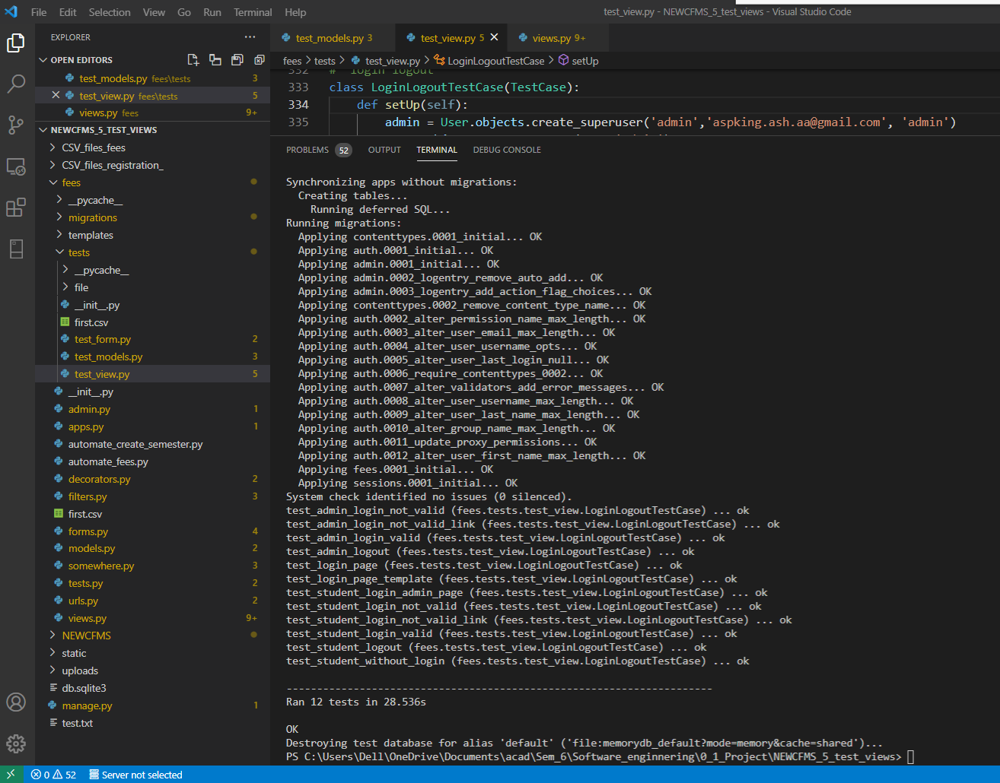 File Edit Selection View Go Run Terminal Help
test_view.py - NEWCFMS_5_test_views - Visual Studio Code
EXPLORER
OPEN EDITORS
test_models.py fees\tests 3
test_view.py fees\tests 5
views.py fees 9+
NEWCFMS_5_TEST_VIEWS
CSV_files_fees
CSV_files_registration_
fees
__pycache__
migrations
templates
tests
__pycache__
file
__init__.py
first.csv
test_form.py 2
test_models.py 3
test_view.py 5
__init__.py
admin.py 1
apps.py 1
automate_create_semester.py
automate_fees.py
decorators.py 2
filters.py 3
first.csv
forms.py 4
models.py 2
somewhere.py 3
tests.py 2
urls.py 2
views.py 9+
NEWCFMS
static
uploads
db.sqlite3
manage.py 1
test.txt
test_models.py 3 test_view.py 5 views.py 9+
fees > tests > test_view.py > LoginLogoutTestCase > setUp
332 # login logout
333 class LoginLogoutTestCase(TestCase):
334 def setUp(self):
335 admin = User.objects.create_superuser('admin','aspking.ash.aa@gmail.com', 'admin')
PROBLEMS 52 OUTPUT TERMINAL DEBUG CONSOLE
Synchronizing apps without migrations:
Creating tables...
Running deferred SQL...
Running migrations:
Applying contenttypes.0001_initial... OK
Applying auth.0001_initial... OK
Applying admin.0001_initial... OK
Applying admin.0002_logentry_remove_auto_add... OK
Applying admin.0003_logentry_add_action_flag_choices... OK
Applying contenttypes.0002_remove_content_type_name... OK
Applying auth.0002_alter_permission_name_max_length... OK
Applying auth.0003_alter_user_email_max_length... OK
Applying auth.0004_alter_user_username_opts... OK
Applying auth.0005_alter_user_last_login_null... OK
Applying auth.0006_require_contenttypes_0002... OK
Applying auth.0007_alter_validators_add_error_messages... OK
Applying auth.0008_alter_user_username_max_length... OK
Applying auth.0009_alter_user_last_name_max_length... OK
Applying auth.0010_alter_group_name_max_length... OK
Applying auth.0011_update_proxy_permissions... OK
Applying auth.0012_alter_user_first_name_max_length... OK
Applying fees.0001_initial... OK
Applying sessions.0001_initial... OK
System check identified no issues (0 silenced).
test_admin_login_not_valid (fees.tests.test_view.LoginLogoutTestCase) ... ok
test_admin_login_not_valid_link (fees.tests.test_view.LoginLogoutTestCase) ... ok
test_admin_login_valid (fees.tests.test_view.LoginLogoutTestCase) ... ok
test_admin_logout (fees.tests.test_view.LoginLogoutTestCase) ... ok
test_login_page (fees.tests.test_view.LoginLogoutTestCase) ... ok
test_login_page_template (fees.tests.test_view.LoginLogoutTestCase) ... ok
test_student_login_admin_page (fees.tests.test_view.LoginLogoutTestCase) ... ok
test_student_login_not_valid (fees.tests.test_view.LoginLogoutTestCase) ... ok
test_student_login_not_valid_link (fees.tests.test_view.LoginLogoutTestCase) ... ok
test_student_login_valid (fees.tests.test_view.LoginLogoutTestCase) ... ok
test_student_logout (fees.tests.test_view.LoginLogoutTestCase) ... ok
test_student_without_login (fees.tests.test_view.LoginLogoutTestCase) ... ok
----------------------------------------------------------------------
Ran 12 tests in 28.536s
OK
Destroying test database for alias 'default' ('file:memorydb_default?mode=memory&cache=shared')...
PS C:\Users\Dell\OneDrive\Documents\acad\Sem_6\Software_enginnering\0_1_Project\NEWCFMS_5_test_views>
0 52 Server not selected